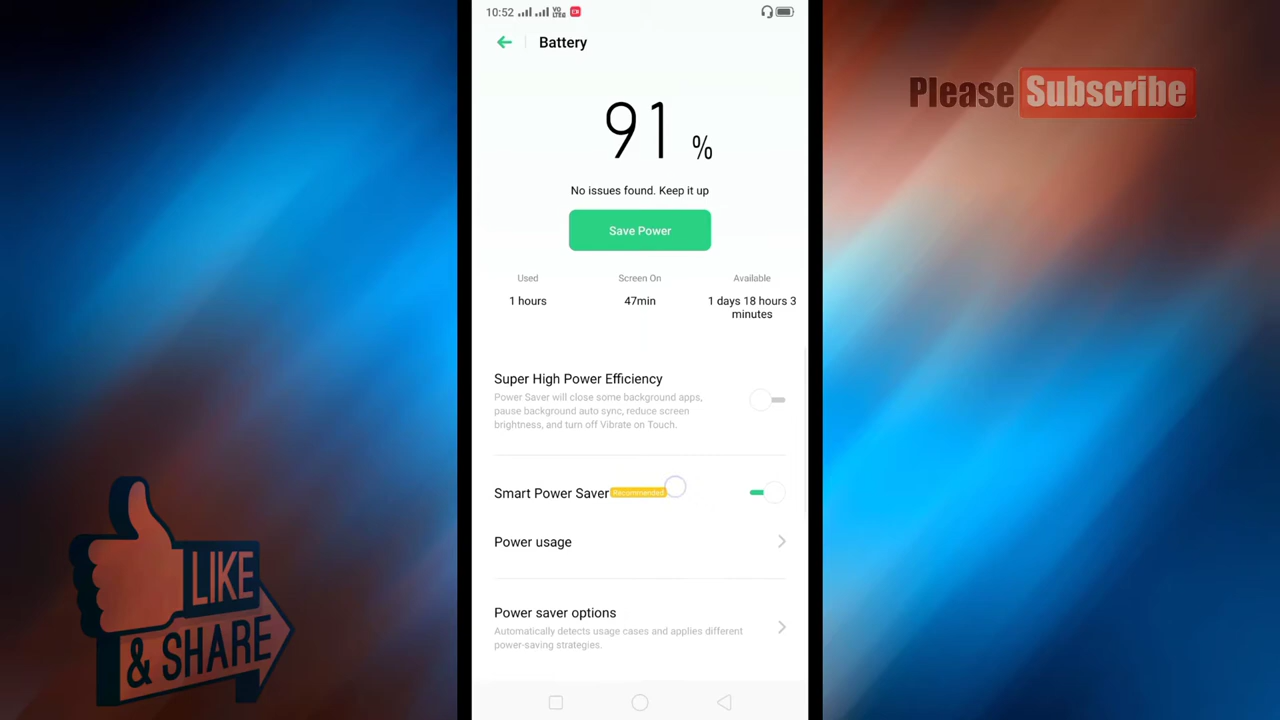 10:52 VO LTE
Battery
91 %
No issues found. Keep it up
Save Power
Used
1 hours
Screen On
47min
Available
1 days 18 hours 3
minutes
Super High Power Efficiency
Power Saver will close some background apps,
pause background auto sync, reduce screen
brightness, and turn off Vibrate on Touch.
Smart Power Saver Recommended
Power usage
Power saver options
Automatically detects usage cases and applies different
power-saving strategies.
LIKE
& SHARE
Please Subscribe